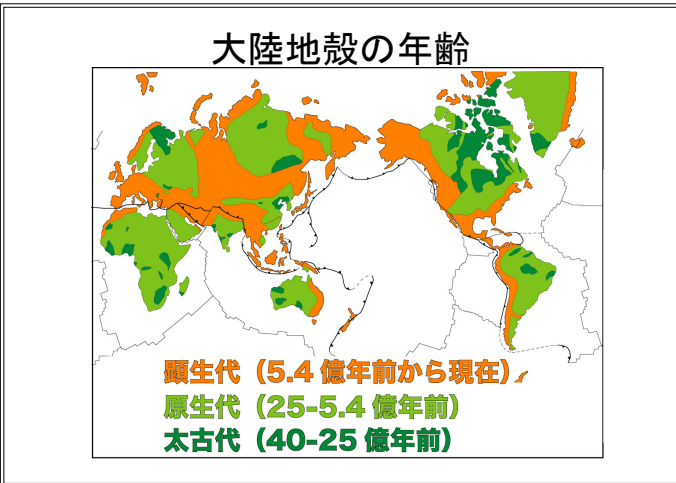 大陸地殻の年齢
顕生代（5.4 億年前から現在）
原生代（25-5.4 億年前）
太古代（40-25 億年前）